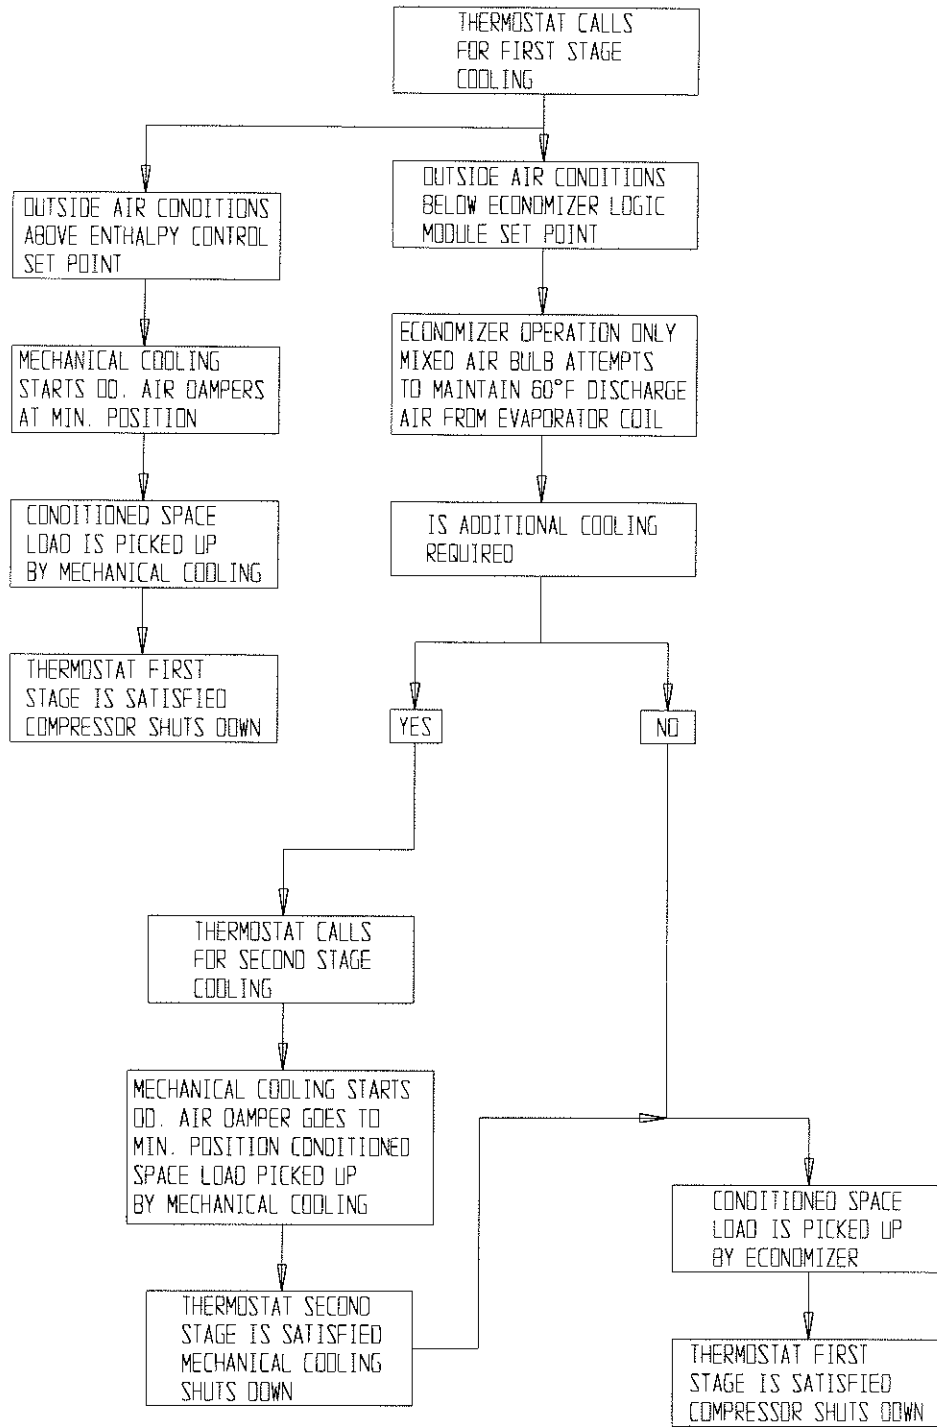 THERMOSTAT CALLS
FOR FIRST STAGE
COOLING
OUTSIDE AIR CONDITIONS
ABOVE ENTHALPY CONTROL
SET POINT
OUTSIDE AIR CONDITIONS
BELOW ECONOMIZER LOGIC
MODULE SET POINT
MECHANICAL COOLING
STARTS OD. AIR DAMPERS
AT MIN. POSITION
ECONOMIZER OPERATION ONLY
MIXED AIR BULB ATTEMPTS
TO MAINTAIN 60°F DISCHARGE
AIR FROM EVAPORATOR COIL
CONDITIONED SPACE
LOAD IS PICKED UP
BY MECHANICAL COOLING
IS ADDITIONAL COOLING
REQUIRED
THERMOSTAT FIRST
STAGE IS SATISFIED
COMPRESSOR SHUTS DOWN
YES
NO
THERMOSTAT CALLS
FOR SECOND STAGE
COOLING
MECHANICAL COOLING STARTS
OD. AIR DAMPER GOES TO
MIN. POSITION CONDITIONED
SPACE LOAD PICKED UP
BY MECHANICAL COOLING
CONDITIONED SPACE
LOAD IS PICKED UP
BY ECONOMIZER
THERMOSTAT SECOND
STAGE IS SATISFIED
MECHANICAL COOLING
SHUTS DOWN
THERMOSTAT FIRST
STAGE IS SATISFIED
COMPRESSOR SHUTS DOWN